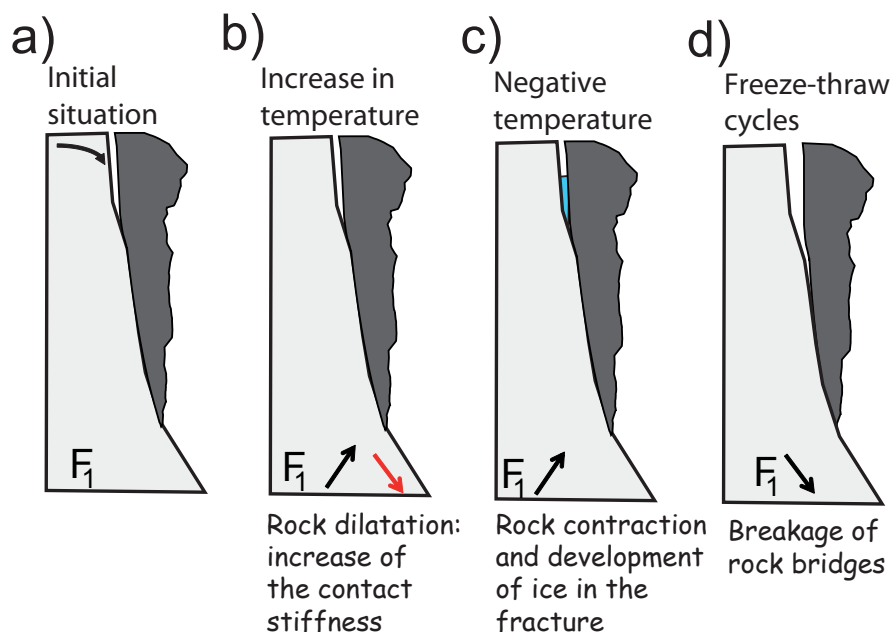 a)
Initial
situation
F1
b)
Increase in
temperature
F1
Rock dilatation:
increase of
the contact
stiffness
c)
Negative
temperature
F1
Rock contraction
and development
of ice in the
fracture
d)
Freeze-thraw
cycles
F1
Breakage of
rock bridges